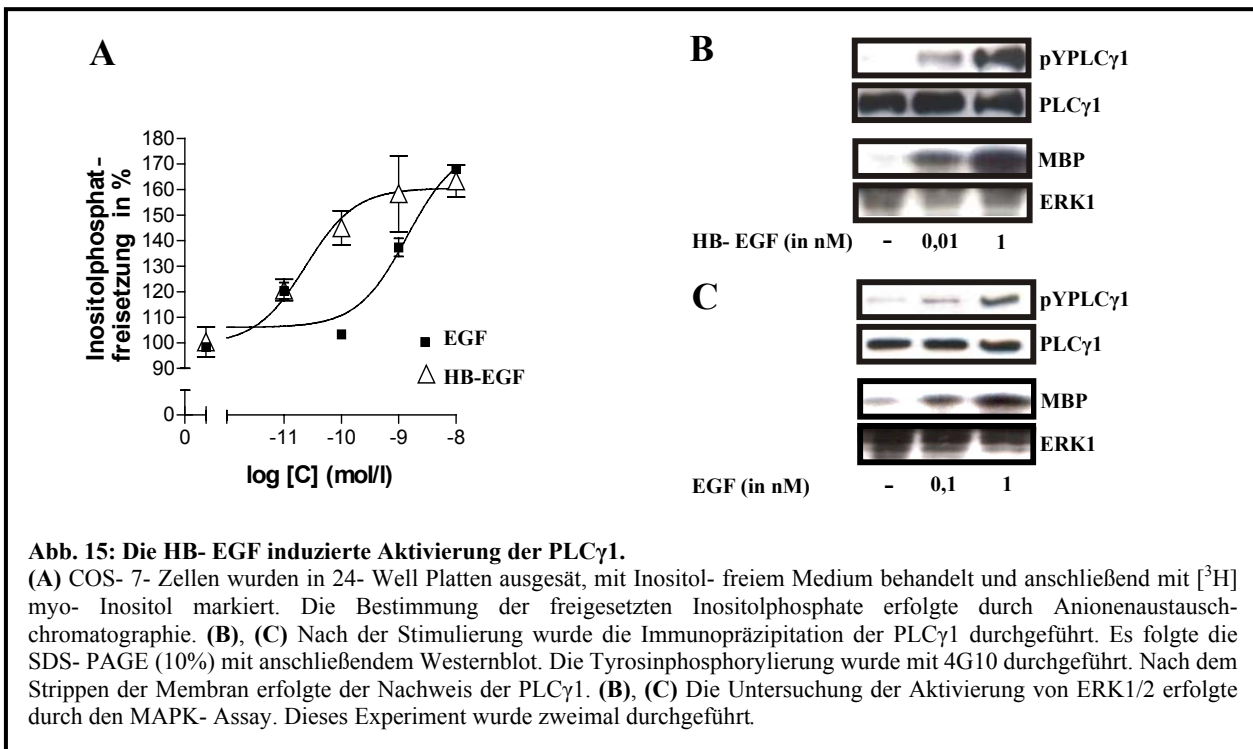 A
Inositolphosphat-
freisetzung in %
180
170
160
150
140
130
120
110
100
90
0
0
-11
-10
-9
-8
log [C] (mol/l)
EGF
HB-EGF
B
pYPLCγ1
PLCγ1
MBP
ERK1
HB- EGF (in nM) - 0,01 1
C
pYPLCγ1
PLCγ1
MBP
ERK1
EGF (in nM) - 0,1 1
Abb. 15: Die HB- EGF induzierte Aktivierung der PLCγ1.
(A) COS- 7- Zellen wurden in 24- Well Platten ausgesät, mit Inositol- freiem Medium behandelt und anschließend mit [³H]
myo- Inositol markiert. Die Bestimmung der freigesetzten Inositolphosphate erfolgte durch Anionenaustausch-
chromatographie. (B), (C) Nach der Stimulierung wurde die Immunopräzipitation der PLCγ1 durchgeführt. Es folgte die
SDS- PAGE (10%) mit anschließendem Westernblot. Die Tyrosinphosphorylierung wurde mit 4G10 durchgeführt. Nach dem
Strippen der Membran erfolgte der Nachweis der PLCγ1. (B), (C) Die Untersuchung der Aktivierung von ERK1/2 erfolgte
durch den MAPK- Assay. Dieses Experiment wurde zweimal durchgeführt.